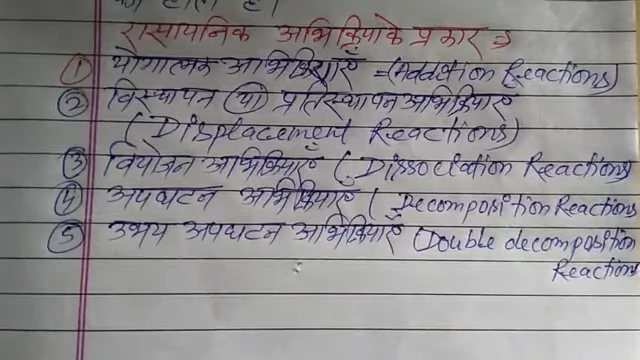 रासायनिक अभिक्रिया के प्रकार ⇒
① योगात्मक अभिक्रियाएँ =(Addition Reactions)
② विस्थापन (या) प्रतिस्थापन अभिक्रियाएँ
(Displacement Reactions)
③ वियोजन अभिक्रियाएँ (Dissociation Reactions)
④ अपघटन अभिक्रियाएँ (Decomposition Reactions
⑤ उभय अपघटन अभिक्रियाएँ (Double decomposition
Reactions